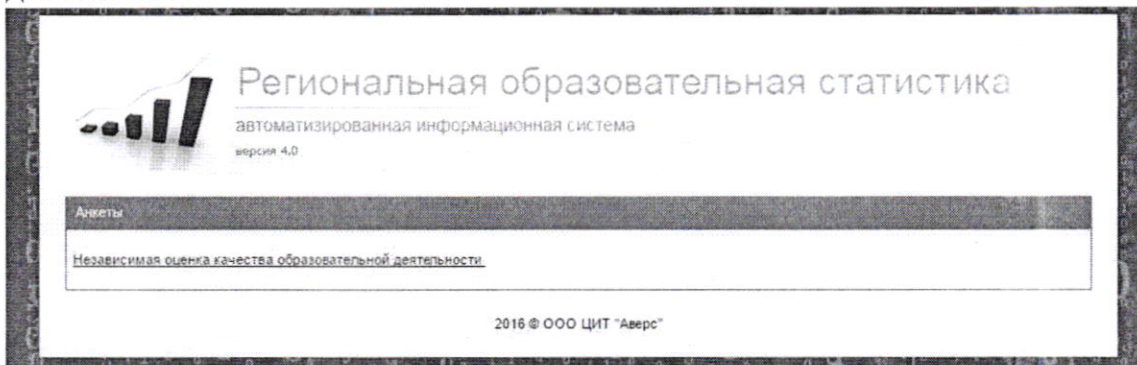 Региональная образовательная статистика
автоматизированная информационная система
версия 4.0
Анкеты
Независимая оценка качества образовательной деятельности
2016 © ООО ЦИТ "Аверс"